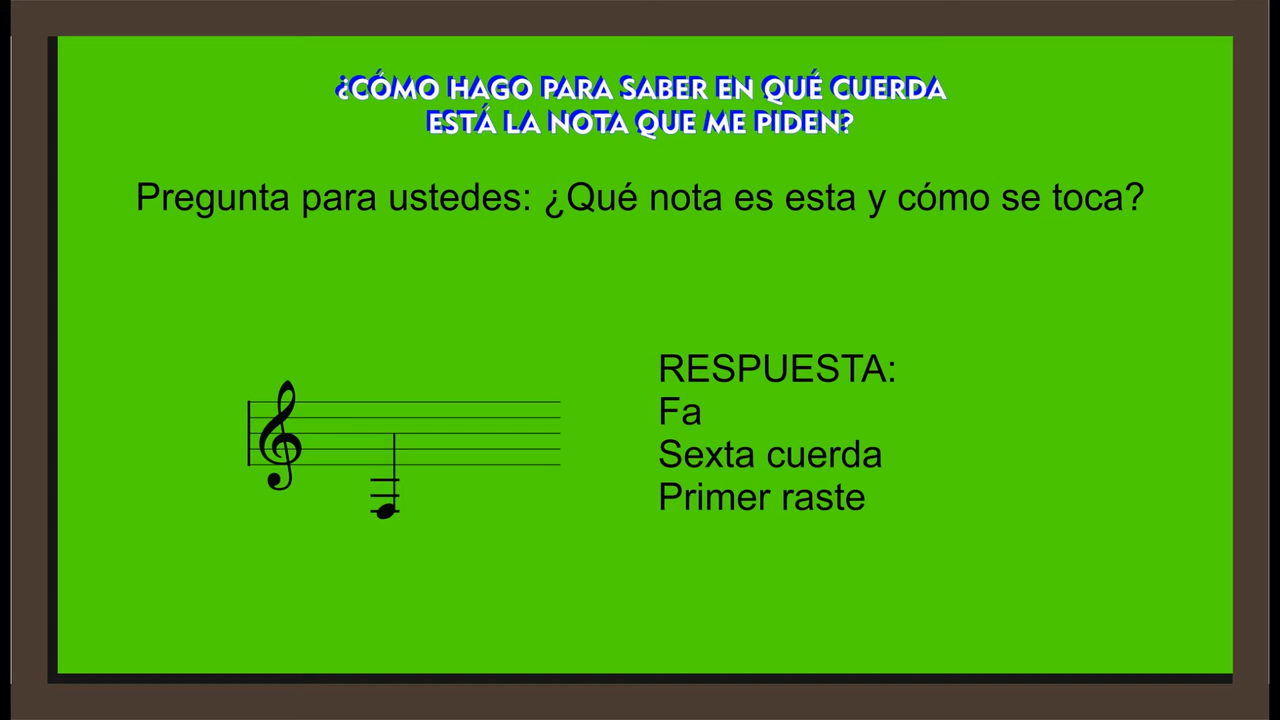 ¿CÓMO HAGO PARA SABER EN QUÉ CUERDA
ESTÁ LA NOTA QUE ME PIDEN?
Pregunta para ustedes: ¿Qué nota es esta y cómo se toca?
RESPUESTA:
Fa
Sexta cuerda
Primer raste